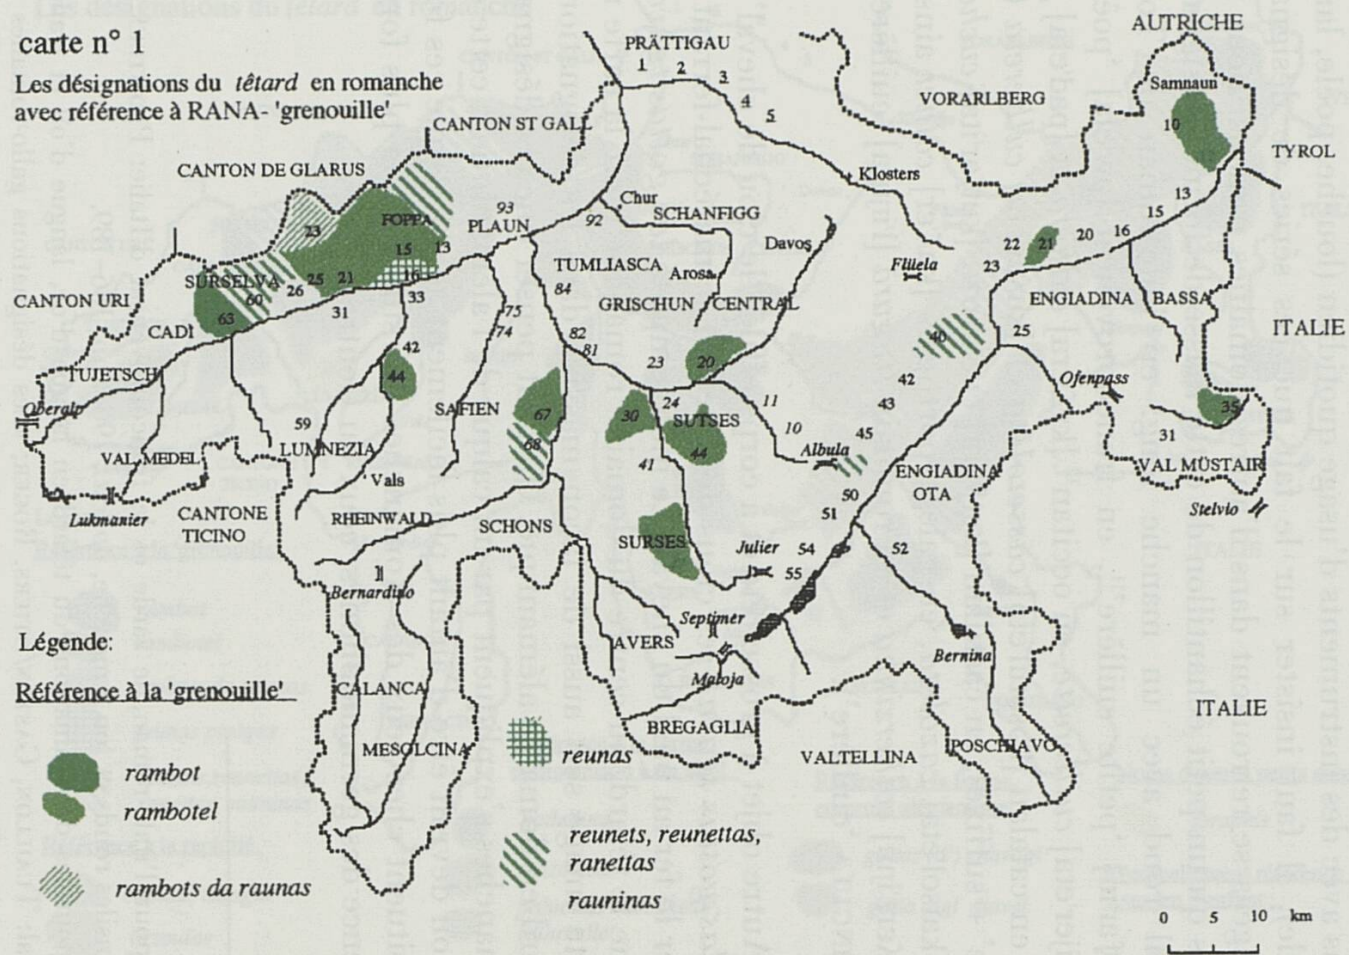 carte n° 1
Les désignations du têtard en romanche
avec référence à RANA- 'grenouille'
AUTRICHE
PRÄTTIGAU
1 2 3
4
5
VORARLBERG
Samnaun
10
TYROL
CANTON ST GALL
CANTON DE GLARUS
Klosters
Chur
SCHANFIGG
93
92
PLAUN
FOPPA
23
15 13
16
13
15
16
20
21
22
23
Davos
Arosa
Flüela
TUMLIASCA
84
GRISCHUN CENTRAL
ENGIADINA BASSA
ITALIE
SURSELVA
60
26 25 21
33
31
63
CANTON URI
CADI
75
74
82
81
42
44
23
20
40
25
TUJETSCH
Oberalp
SAFIEN
67
68
30
24
SUTSES
44
11
10
41
42
43
45
Ofenpass
35
31
59
LUMNEZIA
VAL MEDEL
Vals
Albula
ENGIADINA
OTA
VAL MÜSTAIR
Stelvio
Lukmanier
CANTONE
TICINO
RHEINWALD
SCHONS
50
51
SURSES
Julier
54
55
52
Bernardino
Septimer
AVERS
Maloja
Bernina
Légende:
Référence à la 'grenouille'
CALANCA
MESOLCINA
BREGAGLIA
VALTELLINA
POSCHIAVO
ITALIE
rambot
rambotel
rambots da raunas
reunas
reunets, reunettas,
ranettas
rauninas
0 5 10 km